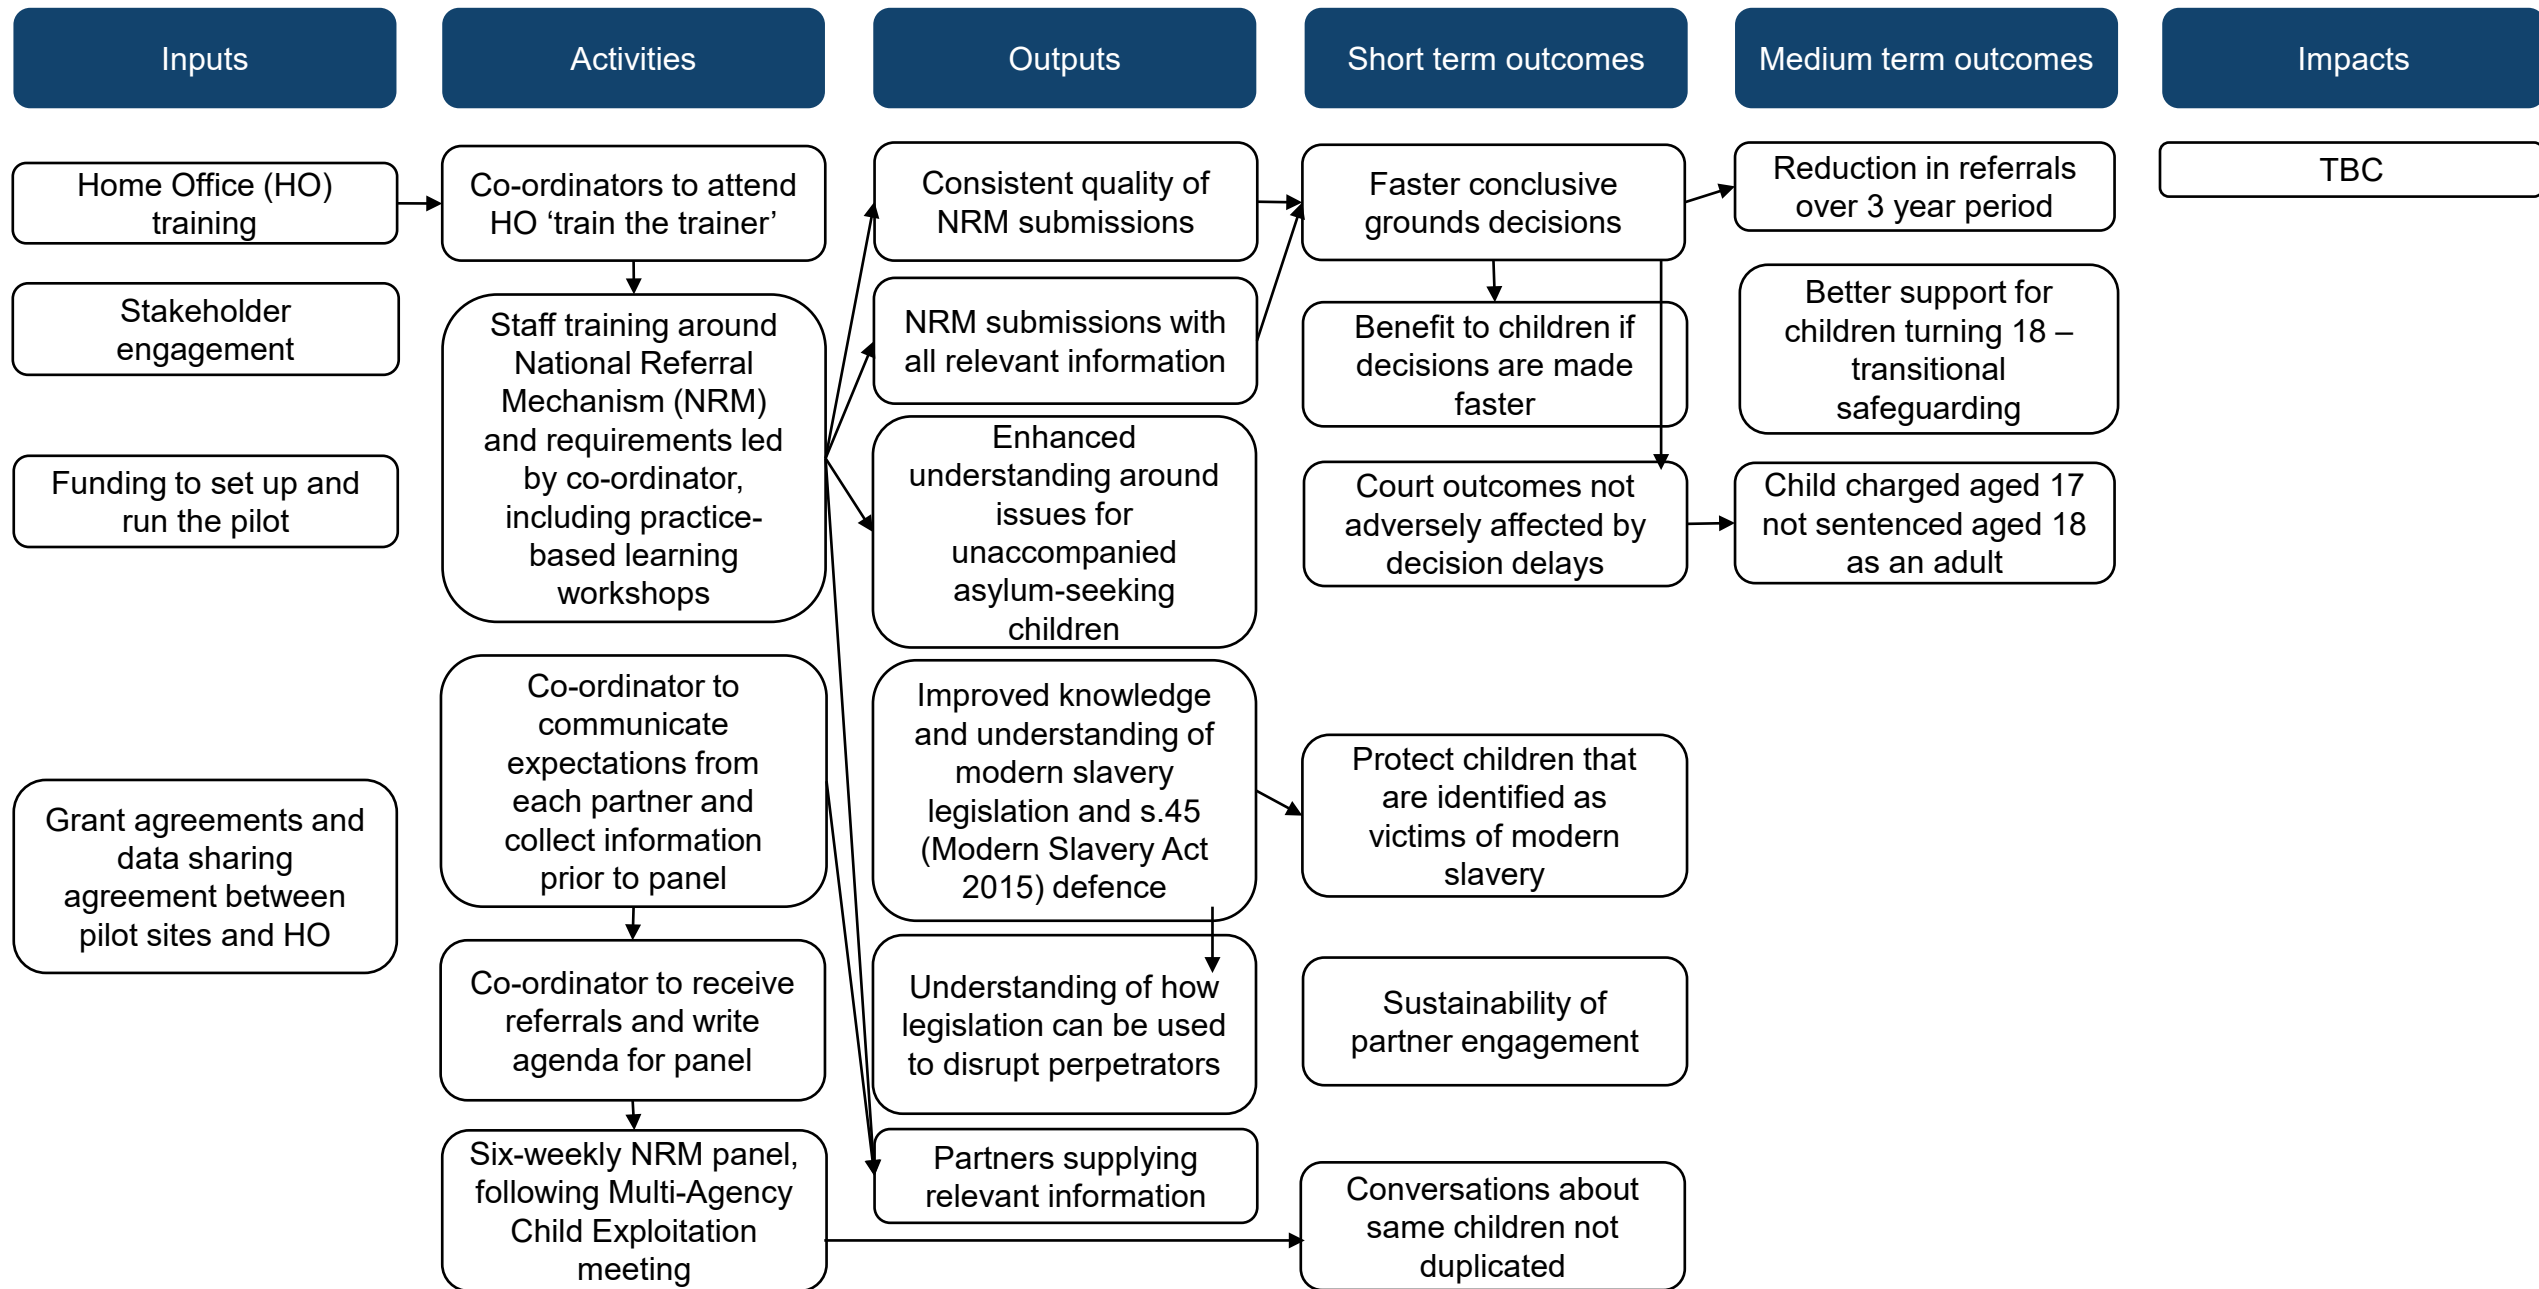 Inputs
Activities
Outputs
Short term outcomes
Medium term outcomes
Impacts
Home Office (HO)
training
Stakeholder
engagement
Funding to set up and
run the pilot
Grant agreements and
data sharing
agreement between
pilot sites and HO
Co-ordinators to attend
HO ‘train the trainer’
Staff training around
National Referral
Mechanism (NRM)
and requirements led
by co-ordinator,
including practice-
based learning
workshops
Co-ordinator to
communicate
expectations from
each partner and
collect information
prior to panel
Co-ordinator to receive
referrals and write
agenda for panel
Six-weekly NRM panel,
following Multi-Agency
Child Exploitation
meeting
Consistent quality of
NRM submissions
NRM submissions with
all relevant information
Enhanced
understanding around
issues for
unaccompanied
asylum-seeking
children
Improved knowledge
and understanding of
modern slavery
legislation and s.45
(Modern Slavery Act
2015) defence
Understanding of how
legislation can be used
to disrupt perpetrators
Partners supplying
relevant information
Faster conclusive
grounds decisions
Benefit to children if
decisions are made
faster
Court outcomes not
adversely affected by
decision delays
Protect children that
are identified as
victims of modern
slavery
Sustainability of
partner engagement
Conversations about
same children not
duplicated
Reduction in referrals
over 3 year period
Better support for
children turning 18 –
transitional
safeguarding
Child charged aged 17
not sentenced aged 18
as an adult
TBC